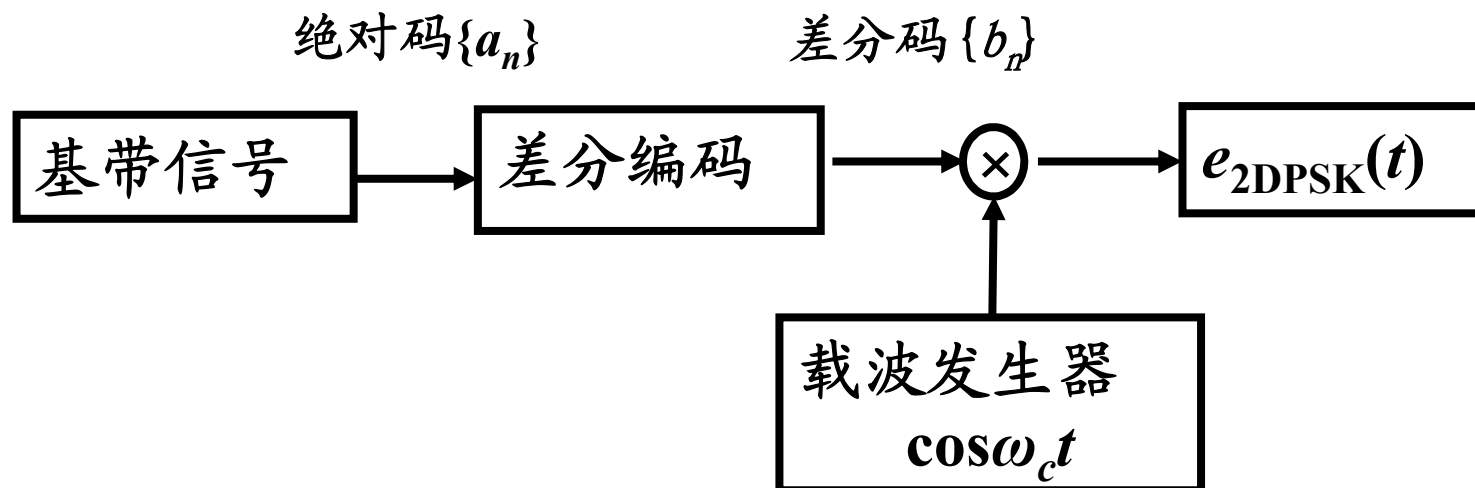 绝对码{aₙ}
差分码{bₙ}
基带信号
差分编码
×
e₂DPSK(t)
载波发生器
cosω_c t